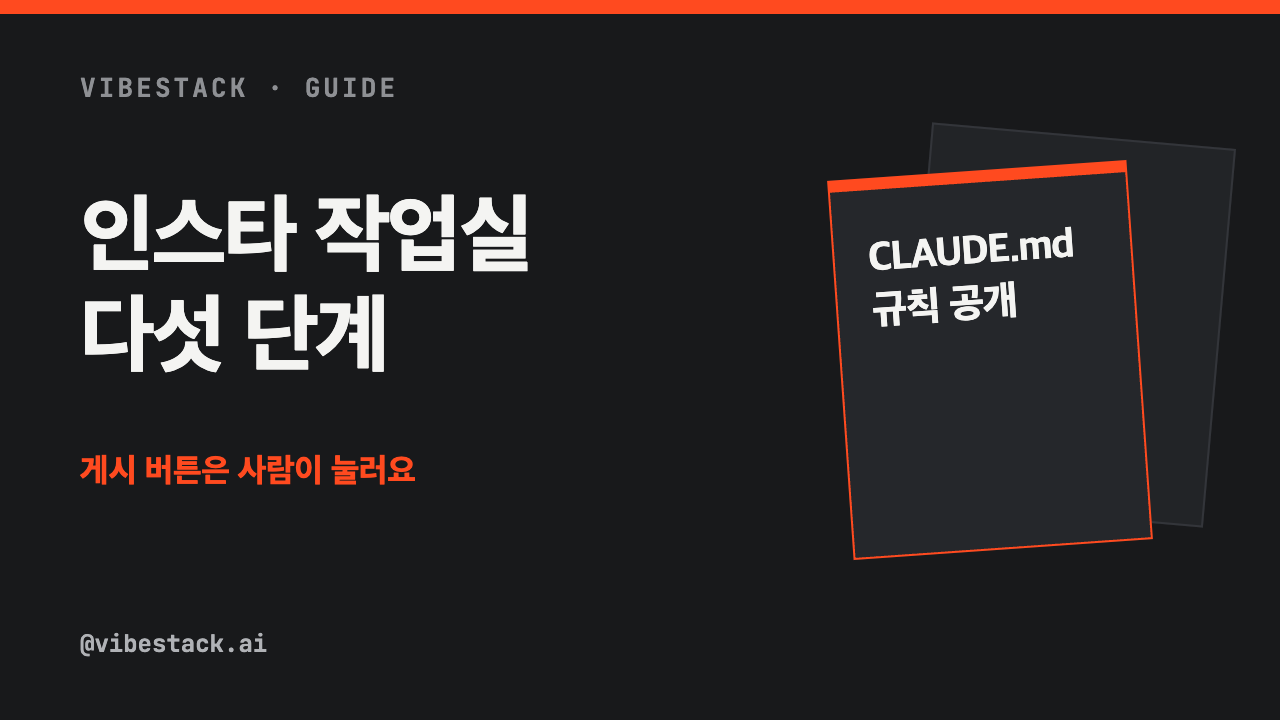 VIBESTACK · GUIDE
인스타 작업실
다섯 단계
게시 버튼은 사람이 눌러요
CLAUDE.md
규칙 공개
@vibestack.ai